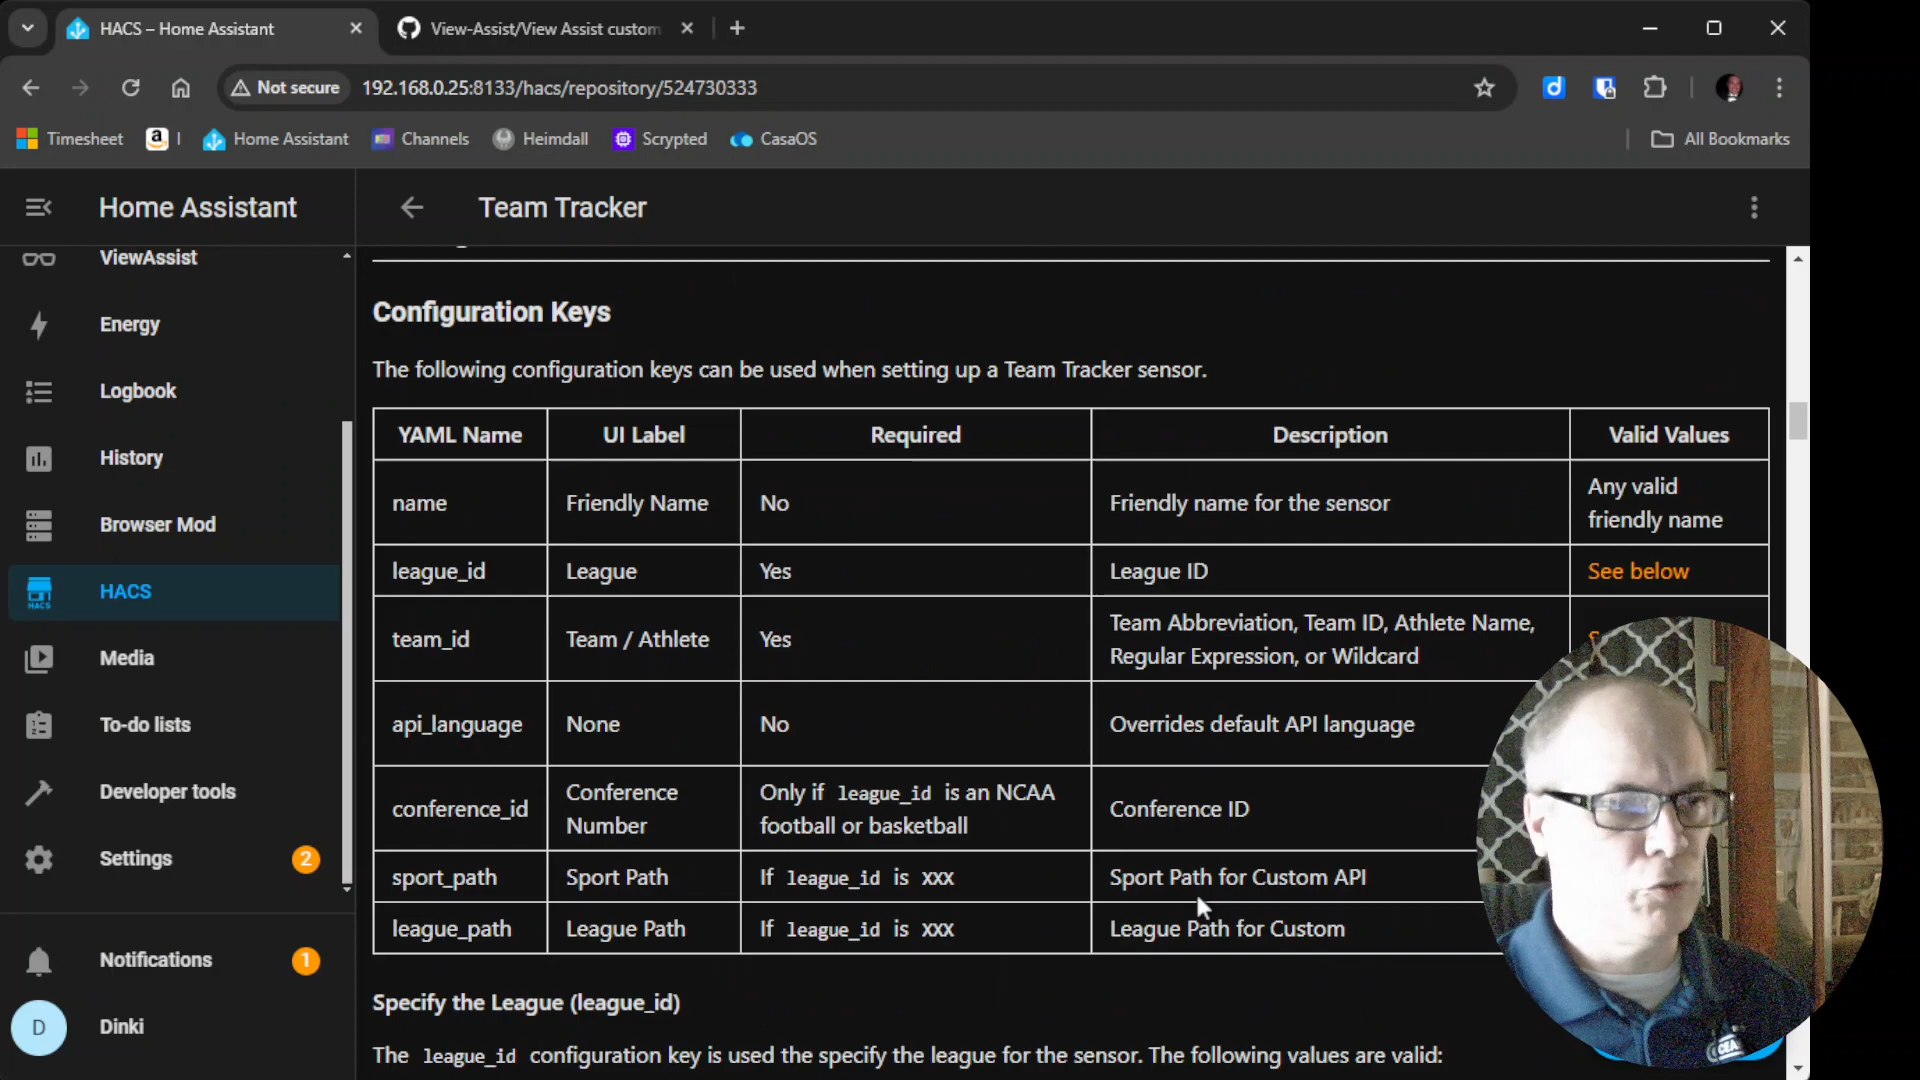 HACS – Home Assistant
View-Assist/View Assist custom
Not secure
192.168.0.25:8133/hacs/repository/524730333
Timesheet
I
Home Assistant
Channels
Heimdall
Scrypted
CasaOS
All Bookmarks
Home Assistant
Team Tracker
ViewAssist
Energy
Logbook
History
Browser Mod
HACS
HACS
Media
To-do lists
Developer tools
Settings
2
Notifications
1
D
Dinki
Configuration Keys
The following configuration keys can be used when setting up a Team Tracker sensor.
YAML Name
UI Label
Required
Description
Valid Values
name
Friendly Name
No
Friendly name for the sensor
Any valid
friendly name
league_id
League
Yes
League ID
See below
team_id
Team / Athlete
Yes
Team Abbreviation, Team ID, Athlete Name,
Regular Expression, or Wildcard
api_language
None
No
Overrides default API language
conference_id
Conference
Number
Only if league_id is an NCAA
football or basketball
Conference ID
sport_path
Sport Path
If league_id is XXX
Sport Path for Custom API
league_path
League Path
If league_id is XXX
League Path for Custom
Specify the League (league_id)
The league_id configuration key is used the specify the league for the sensor. The following values are valid: